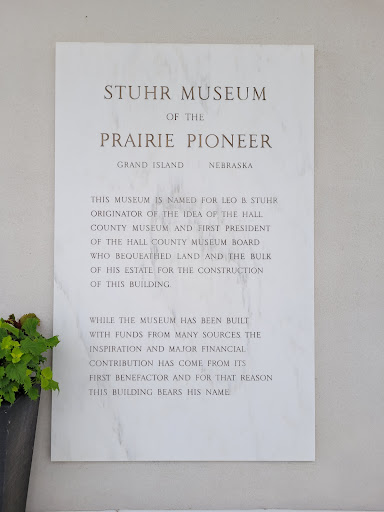 STUHR MUSEUM
OF THE
PRAIRIE PIONEER
GRAND ISLAND NEBRASKA
THIS MUSEUM IS NAMED FOR LEO B. STUHR
ORIGINATOR OF THE IDEA OF THE HALL
COUNTY MUSEUM AND FIRST PRESIDENT
OF THE HALL COUNTY MUSEUM BOARD
WHO BEQUEATHED LAND AND THE BULK
OF HIS ESTATE FOR THE CONSTRUCTION
OF THIS BUILDING.
WHILE THE MUSEUM HAS BEEN BUILT
WITH FUNDS FROM MANY SOURCES THE
INSPIRATION AND MAJOR FINANCIAL
CONTRIBUTION HAS COME FROM ITS
FIRST BENEFACTOR AND FOR THAT REASON
THIS BUILDING BEARS HIS NAME.